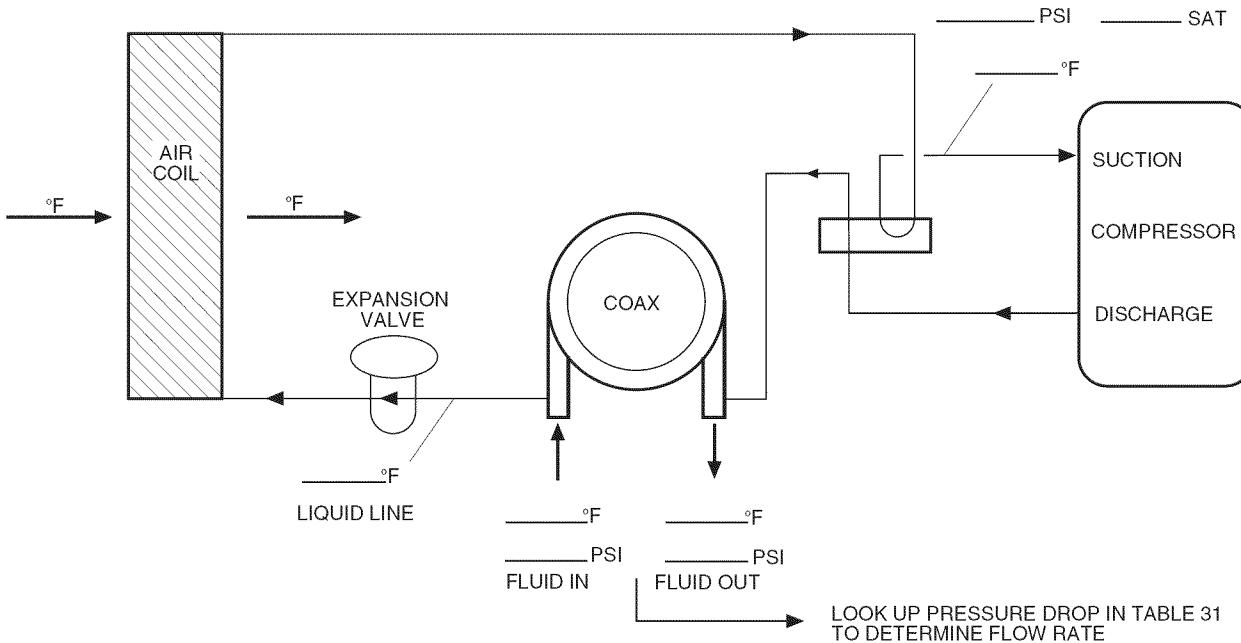 PSI
SAT
°F
AIR
COIL
SUCTION
°F
°F
COMPRESSOR
EXPANSION
VALVE
COAX
DISCHARGE
°F
LIQUID LINE
°F
°F
PSI
PSI
FLUID IN
FLUID OUT
LOOK UP PRESSURE DROP IN TABLE 31
TO DETERMINE FLOW RATE